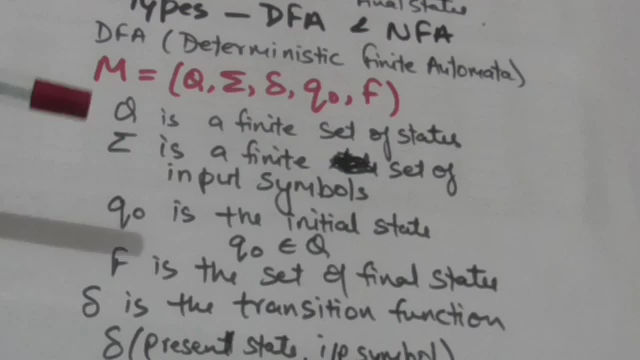 final state
Types - DFA & NFA
DFA (Deterministic finite Automata)
M = (Q, Σ, δ, q0, F)
Q is a finite set of states
Σ is a finite set of
input symbols
q0 is the initial state
q0 ∈ Q
F is the set of final states
δ is the transition function
δ(present state, i/p symbol)